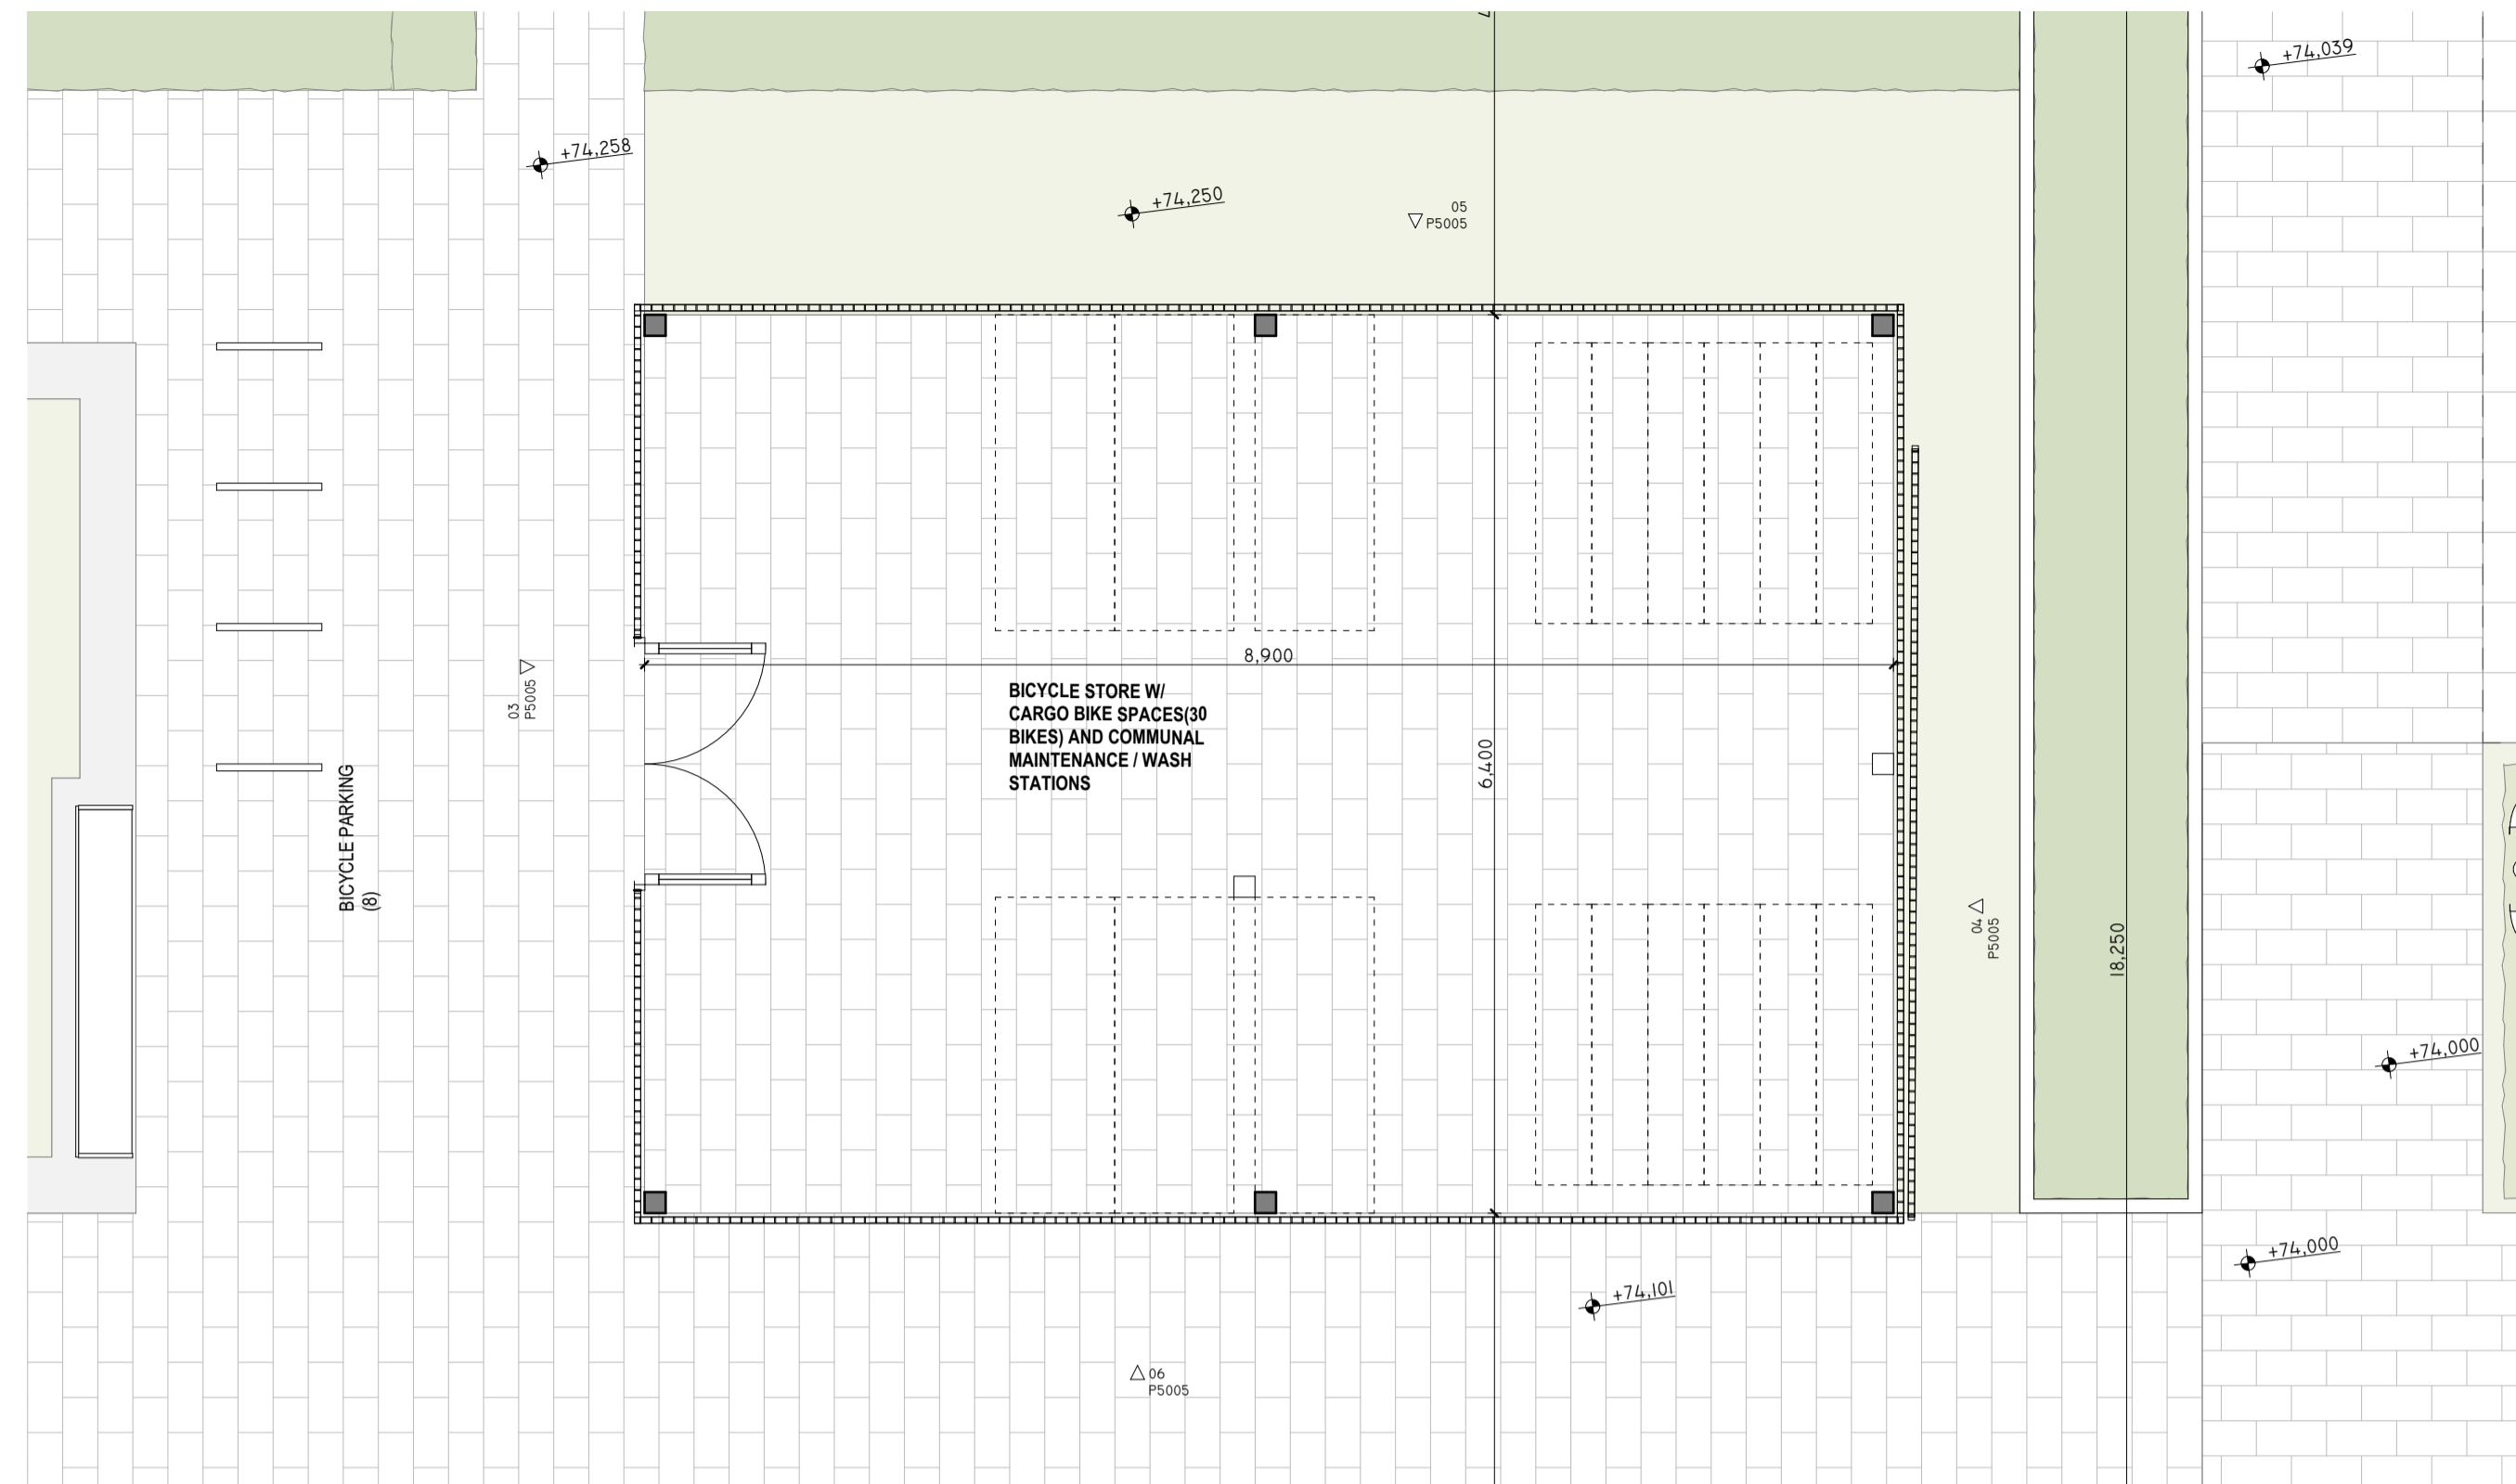 +74,039
+74,258
+74,250
05
P5005
8,900
BICYCLE STORE W/
CARGO BIKE SPACES(30
BIKES) AND COMMUNAL
MAINTENANCE / WASH
STATIONS
03
P5005
6,400
BICYCLE PARKING
(8)
04
P5005
18,250
+74,000
+74,000
+74,101
06
P5005